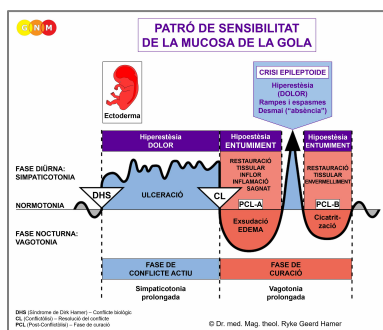 GNM
PATRÓ DE SENSIBILITAT
DE LA MUCOSA DE LA GOLA
CRISI EPILEPTOIDE
Hiperestèsia
(DOLOR)
Rampes i espasmes
Desmai ("absència")
Ectoderma
Hiperestèsia
DOLOR
Hipoestèsia
ENTUMIMENT
Hipoestèsia
ENTUMIMENT
FASE DIÜRNA:
SIMPATICOTONIA
RESTAURACIÓ
TISSULAR
INFLOR
INFLAMACIÓ
SAGNAT
RESTAURACIÓ
TISSULAR
ENVERMELLIMENT
DHS
ULCERACIÓ
CL
NORMOTONIA
PCL-A
PCL-B
FASE NOCTURNA:
VAGOTONIA
Exsudació
EDEMA
Cicatrit-
zació
FASE DE
CONFLICTE ACTIU
FASE DE
CURACIÓ
Simpaticotonia
prolongada
Vagotonia
prolongada
DHS (Síndrome de Dirk Hamer) – Conflicte biològic
CL (Conflictòlisi) – Resolució del conflicte
PCL (Post-Conflictòlisi) – Fase de curació
© Dr. med. Mag. theol. Ryke Geerd Hamer